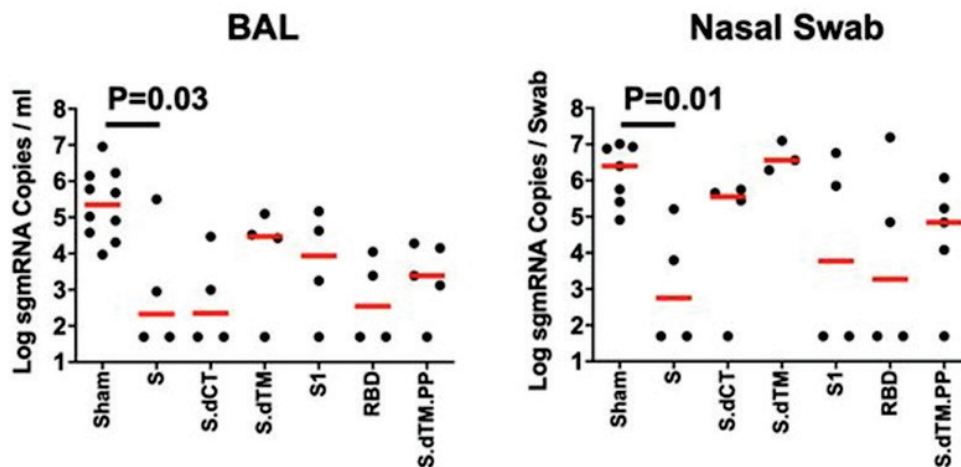 BAL
Log sgmRNA Copies / ml
8
7
6
5
4
3
2
1
P=0.03
Sham
S
S.dCT
S.dTM
S1
RBD
S.dTM.PP
Nasal Swab
Log sgmRNA Copies / Swab
8
7
6
5
4
3
2
1
P=0.01
Sham
S
S.dCT
S.dTM
S1
RBD
S.dTM.PP